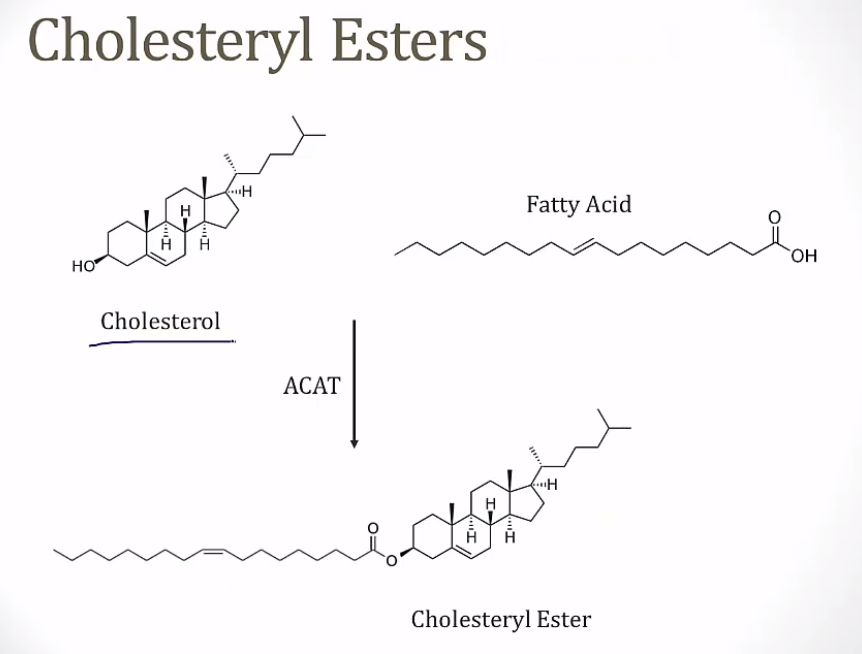 Cholesteryl Esters
H
H
H
H
HO
Cholesterol
Fatty Acid
O
OH
ACAT
H
H
H
H
O
O
Cholesteryl Ester